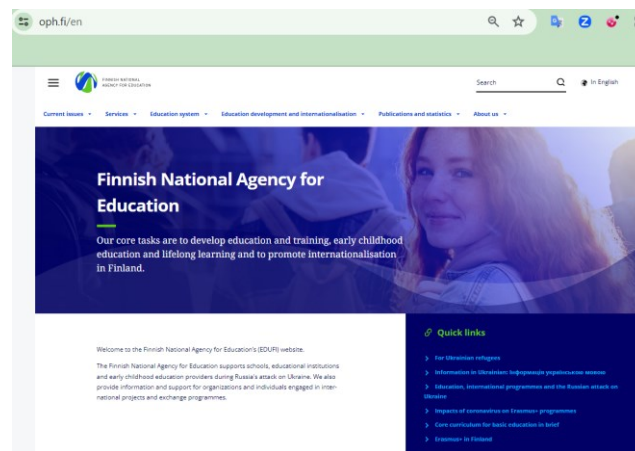 oph.fi/en
FINNISH NATIONAL
AGENCY FOR EDUCATION
Search
In English
Current issues
Services
Education system
Education development and internationalisation
Publications and statistics
About us
Finnish National Agency for
Education
Our core tasks are to develop education and training, early childhood
education and lifelong learning and to promote internationalisation
in Finland.
Welcome to the Finnish National Agency for Education's (EDUFI) website.
The Finnish National Agency for Education supports schools, educational institutions
and early childhood education providers during Russia's attack on Ukraine. We also
provide information and support for organizations and individuals engaged in inter-
national projects and exchange programmes.
Quick links
For Ukrainian refugees
Information in Ukrainian: Інформація українською мовою
Education, international programmes and the Russian attack on
Ukraine
Impacts of coronavirus on Erasmus+ programmes
Core curriculum for basic education in brief
Erasmus+ in Finland